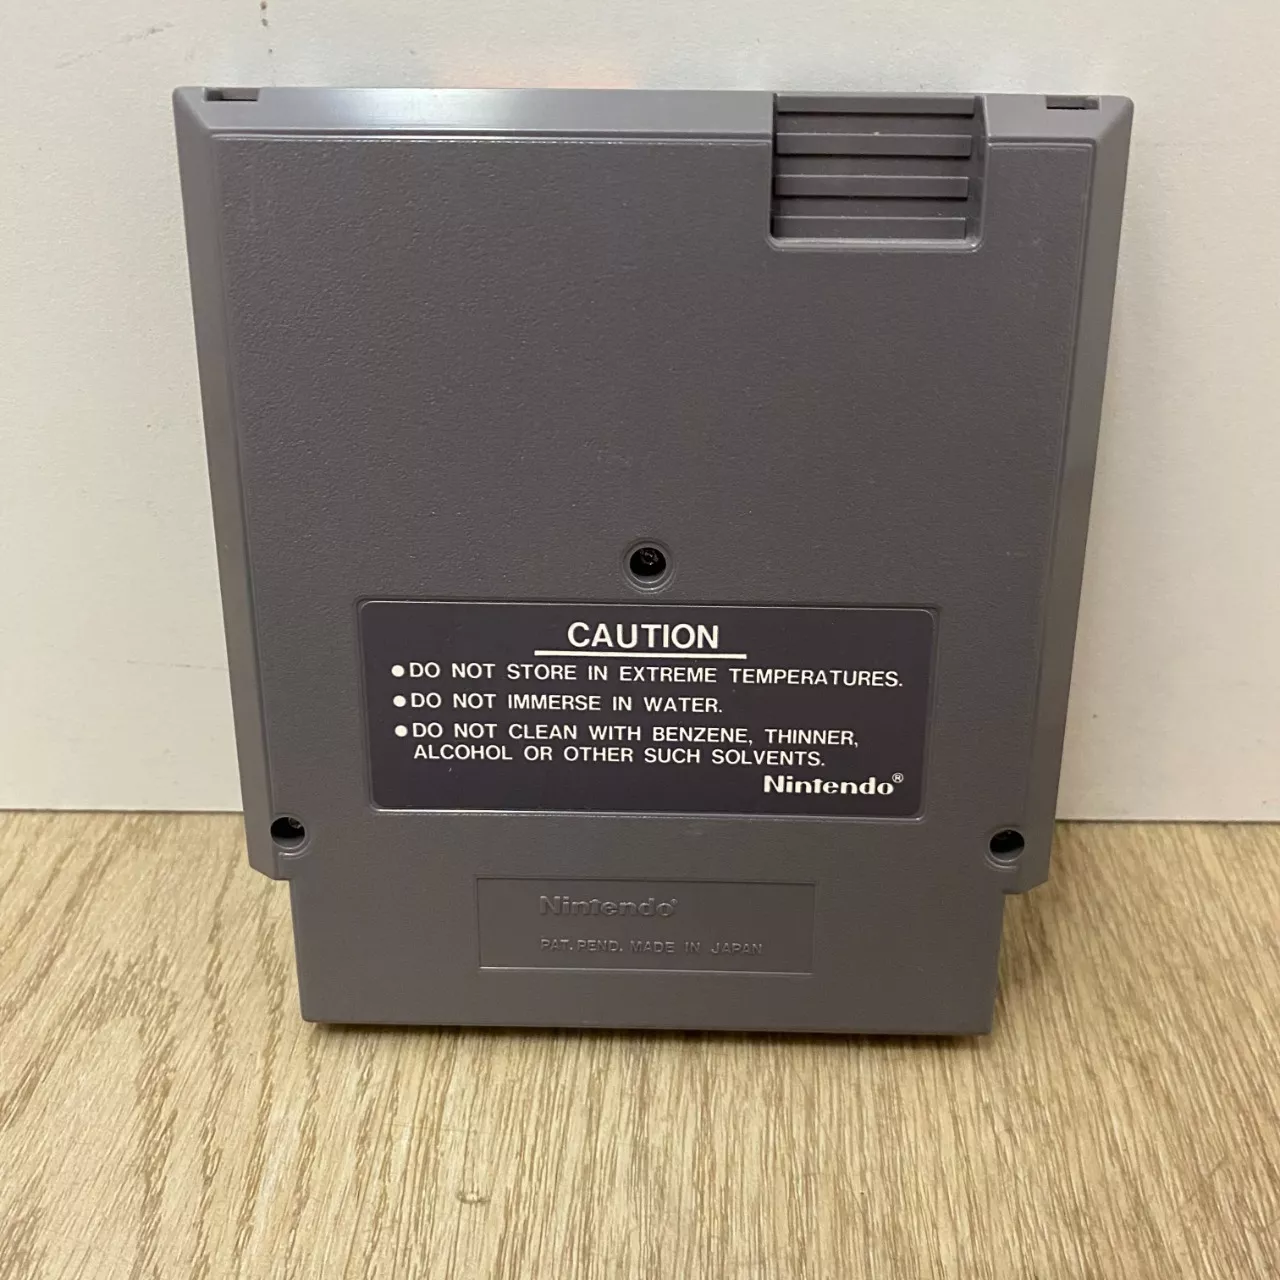 CAUTION
●DO NOT STORE IN EXTREME TEMPERATURES.
●DO NOT IMMERSE IN WATER.
●DO NOT CLEAN WITH BENZENE, THINNER,
ALCOHOL OR OTHER SUCH SOLVENTS.
Nintendo®
Nintendo
PAT. PEND. MADE IN JAPAN